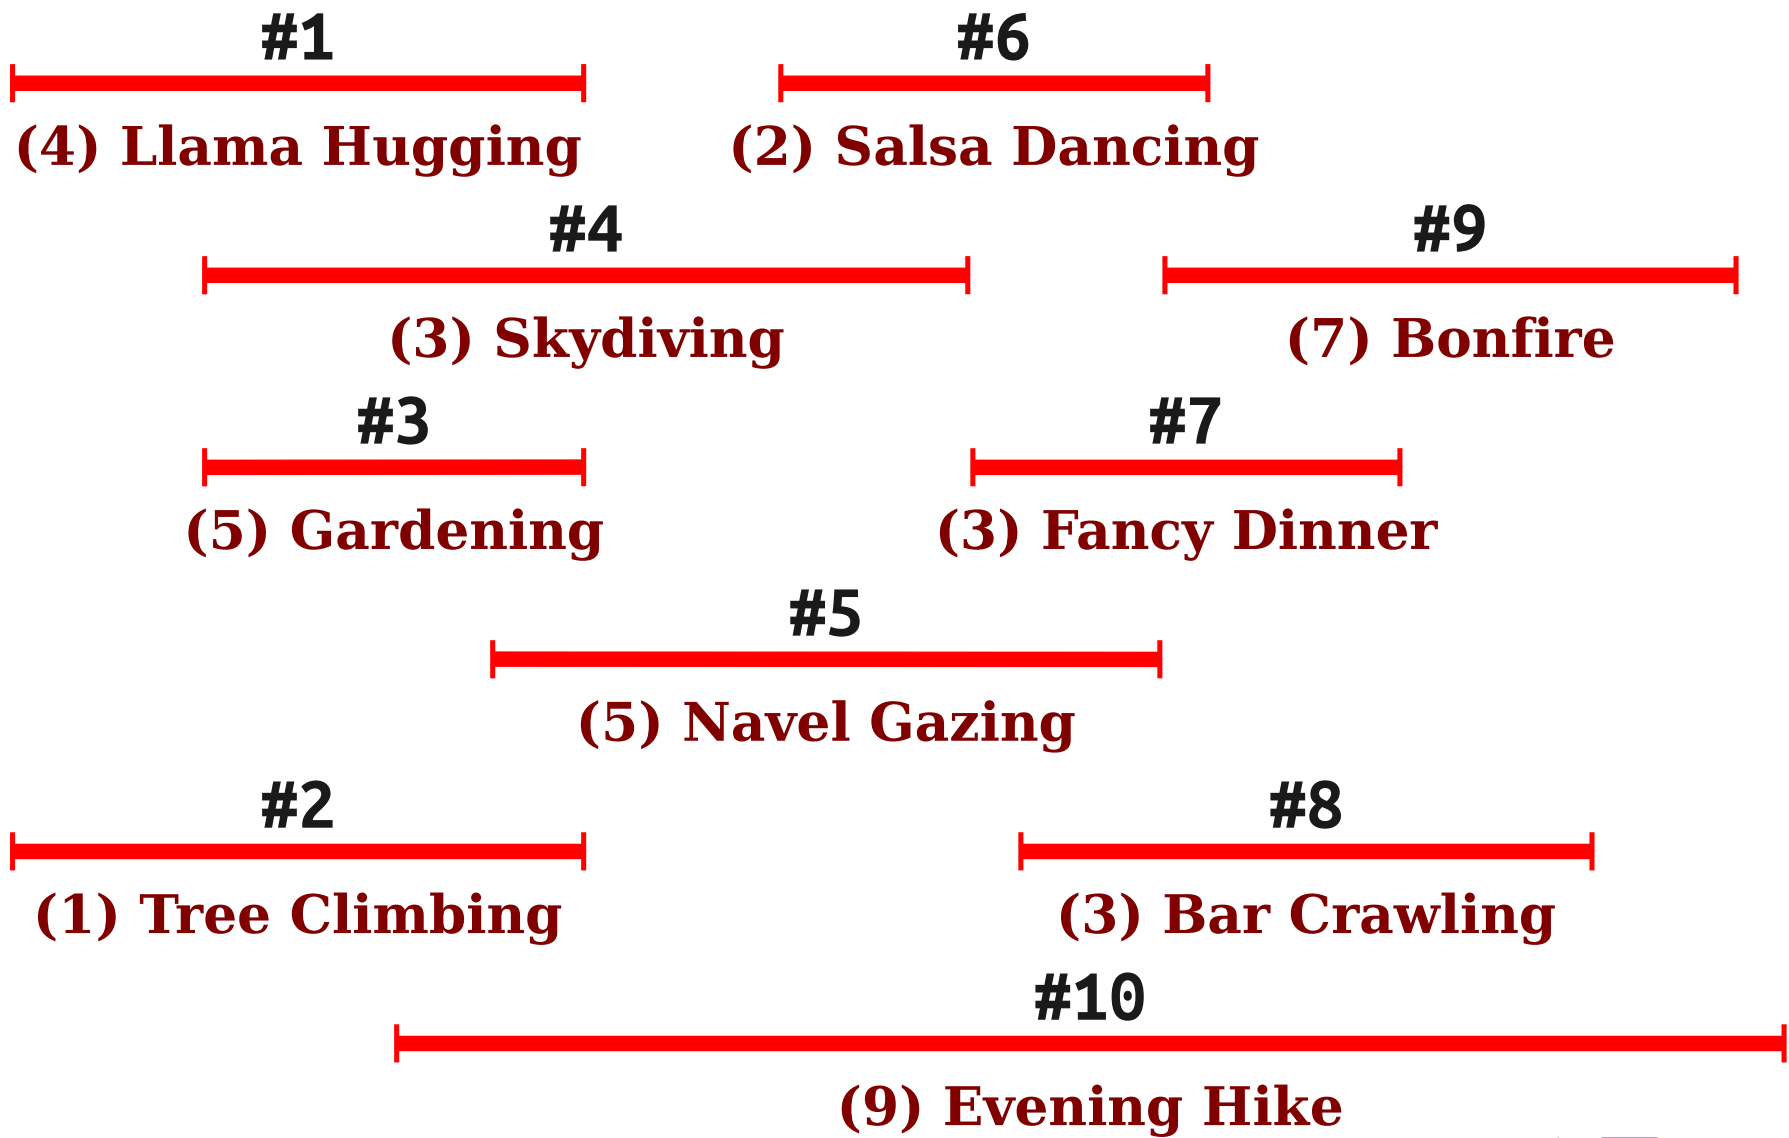 #1
(4) Llama Hugging
#6
(2) Salsa Dancing
#4
(3) Skydiving
#9
(7) Bonfire
#3
(5) Gardening
#7
(3) Fancy Dinner
#5
(5) Navel Gazing
#2
(1) Tree Climbing
#8
(3) Bar Crawling
#10
(9) Evening Hike